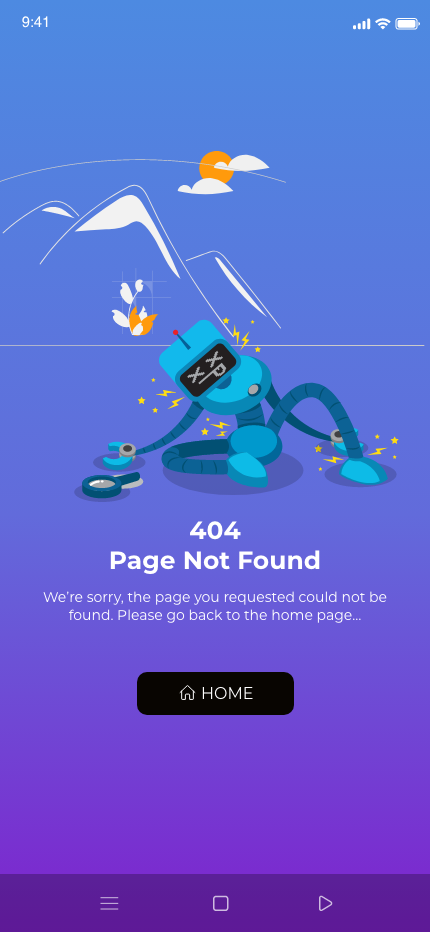 9:41
404
Page Not Found
We’re sorry, the page you requested could not be
found. Please go back to the home page...
HOME